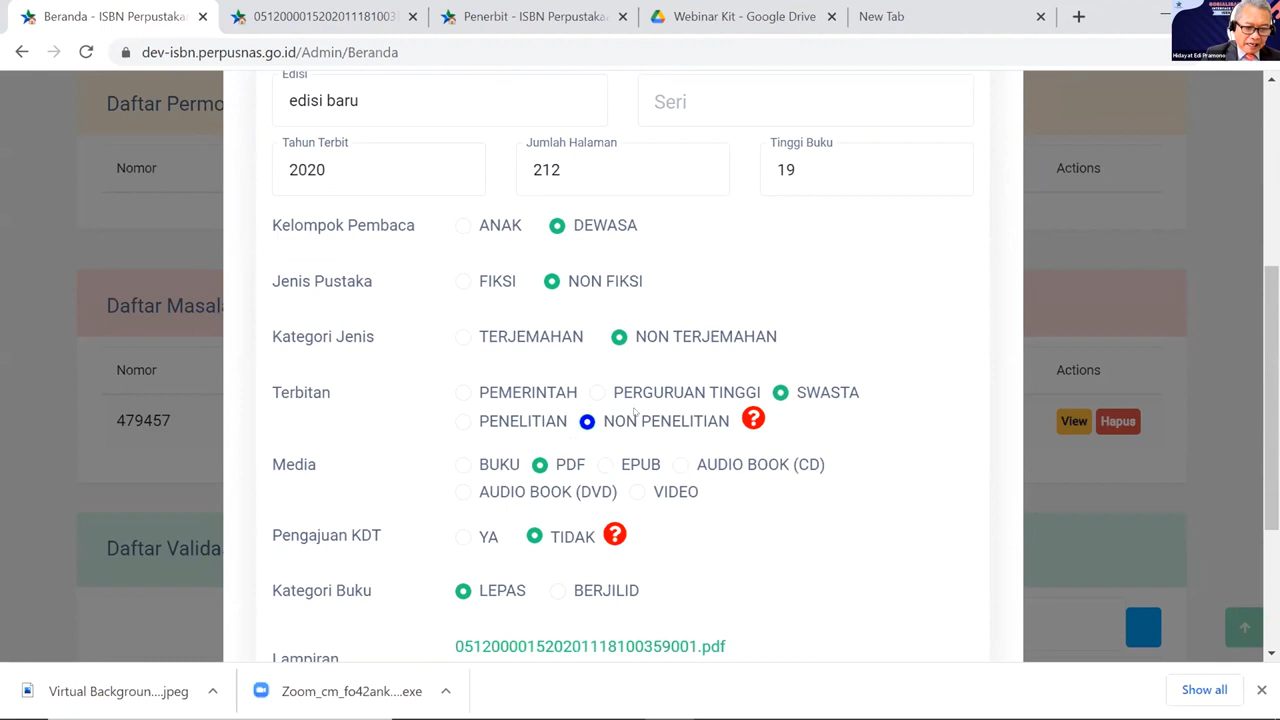 Beranda - ISBN Perpustaka
05120000152020111810035
Penerbit - ISBN Perpustaka
Webinar Kit - Google Drive
New Tab
dev-isbn.perpusnas.go.id/Admin/Beranda
SOSIALISA
Hidayat Edi Pramono
Daftar Permo
Edisi
edisi baru
Seri
Nomor
Tahun Terbit
Jumlah Halaman
Tinggi Buku
Actions
2020
212
19
Kelompok Pembaca
ANAK
DEWASA
Jenis Pustaka
FIKSI
NON FIKSI
Daftar Masala
Kategori Jenis
TERJEMAHAN
NON TERJEMAHAN
Nomor
Actions
Terbitan
PEMERINTAH
PERGURUAN TINGGI
SWASTA
479457
PENELITIAN
NON PENELITIAN
?
View
Hapus
Media
BUKU
PDF
EPUB
AUDIO BOOK (CD)
AUDIO BOOK (DVD)
VIDEO
Daftar Valida
Pengajuan KDT
YA
TIDAK
?
Kategori Buku
LEPAS
BERJILID
Lampiran
051200001520201118100359001.pdf
Virtual Backgroun....jpeg
Zoom_cm_fo42ank....exe
Show all